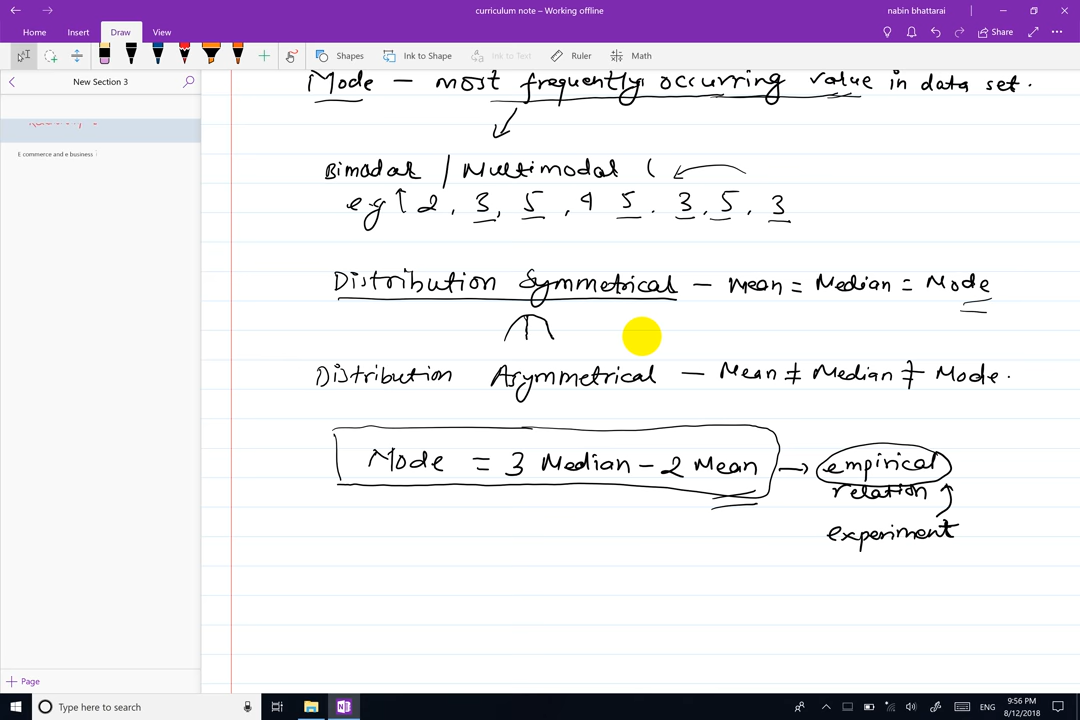 curriculum note – Working offline
nabin bhattarai
Home Insert Draw View
Share
Shapes Ink to Shape Ink to Text Ruler Math
New Section 3
E commerce and e business
Mode – most frequently occurring value in data set.
Bimodal / Multimodal (
e.g 2, 3, 5, 4 5. 3, 5, 3
Distribution Symmetrical – Mean = Median = Mode
Distribution Asymmetrical – Mean ≠ Median ≠ Mode.
Mode = 3 Median – 2 Mean → empirical
relation
experiment
+ Page
Type here to search
ENG
9:56 PM
8/12/2018